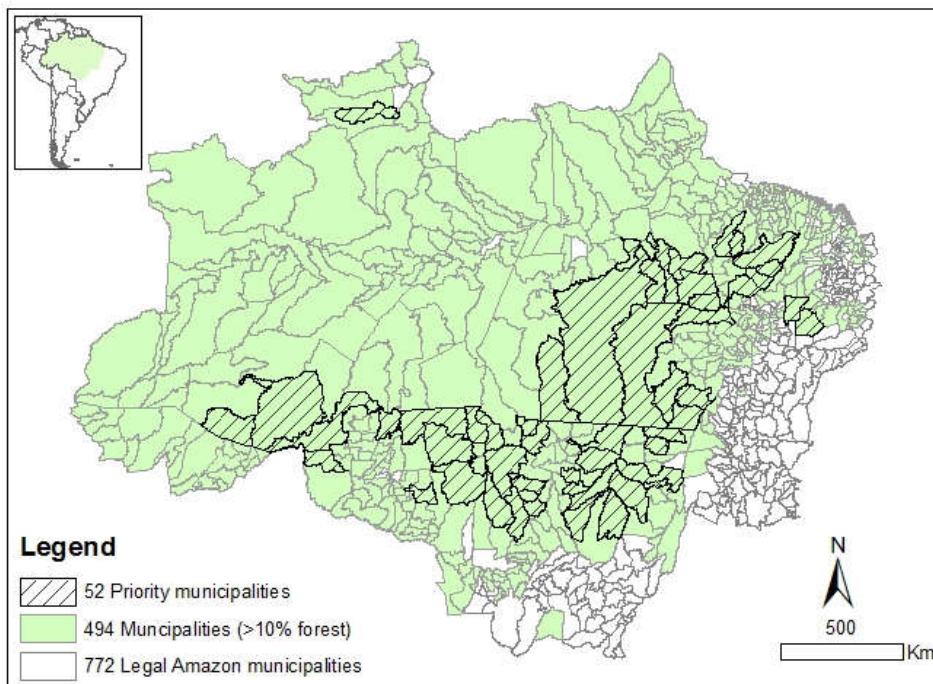 Legend
52 Priority municipalities
494 Muncipalities (>10% forest)
772 Legal Amazon municipalities
N
500
Km